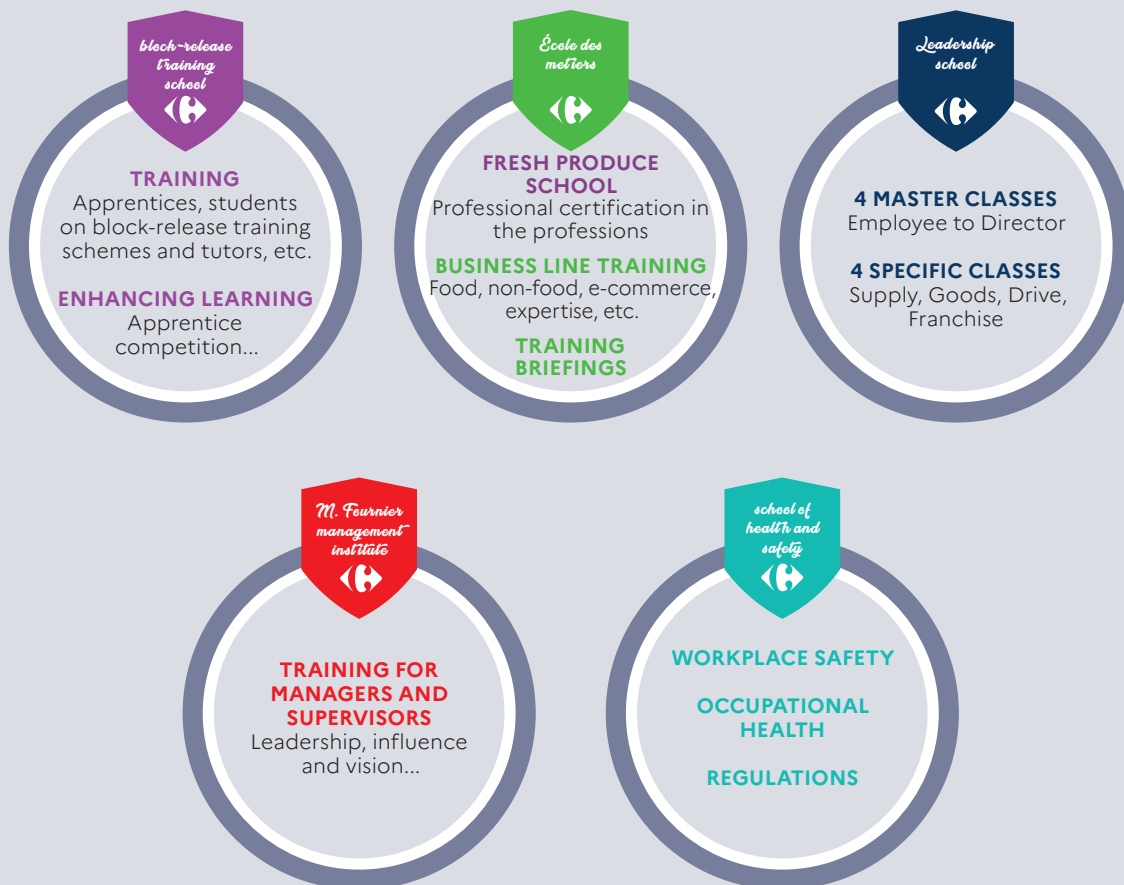 block-release
training
school
TRAINING
Apprentices, students
on block-release training
schemes and tutors, etc.
ENHANCING LEARNING
Apprentice
competition...
École des
metiers
FRESH PRODUCE
SCHOOL
Professional certification in
the professions
BUSINESS LINE TRAINING
Food, non-food, e-commerce,
expertise, etc.
TRAINING
BRIEFINGS
Leadership
school
4 MASTER CLASSES
Employee to Director
4 SPECIFIC CLASSES
Supply, Goods, Drive,
Franchise
M. Fournier
management
institute
TRAINING FOR
MANAGERS AND
SUPERVISORS
Leadership, influence
and vision...
school of
health and
safety
WORKPLACE SAFETY
OCCUPATIONAL
HEALTH
REGULATIONS